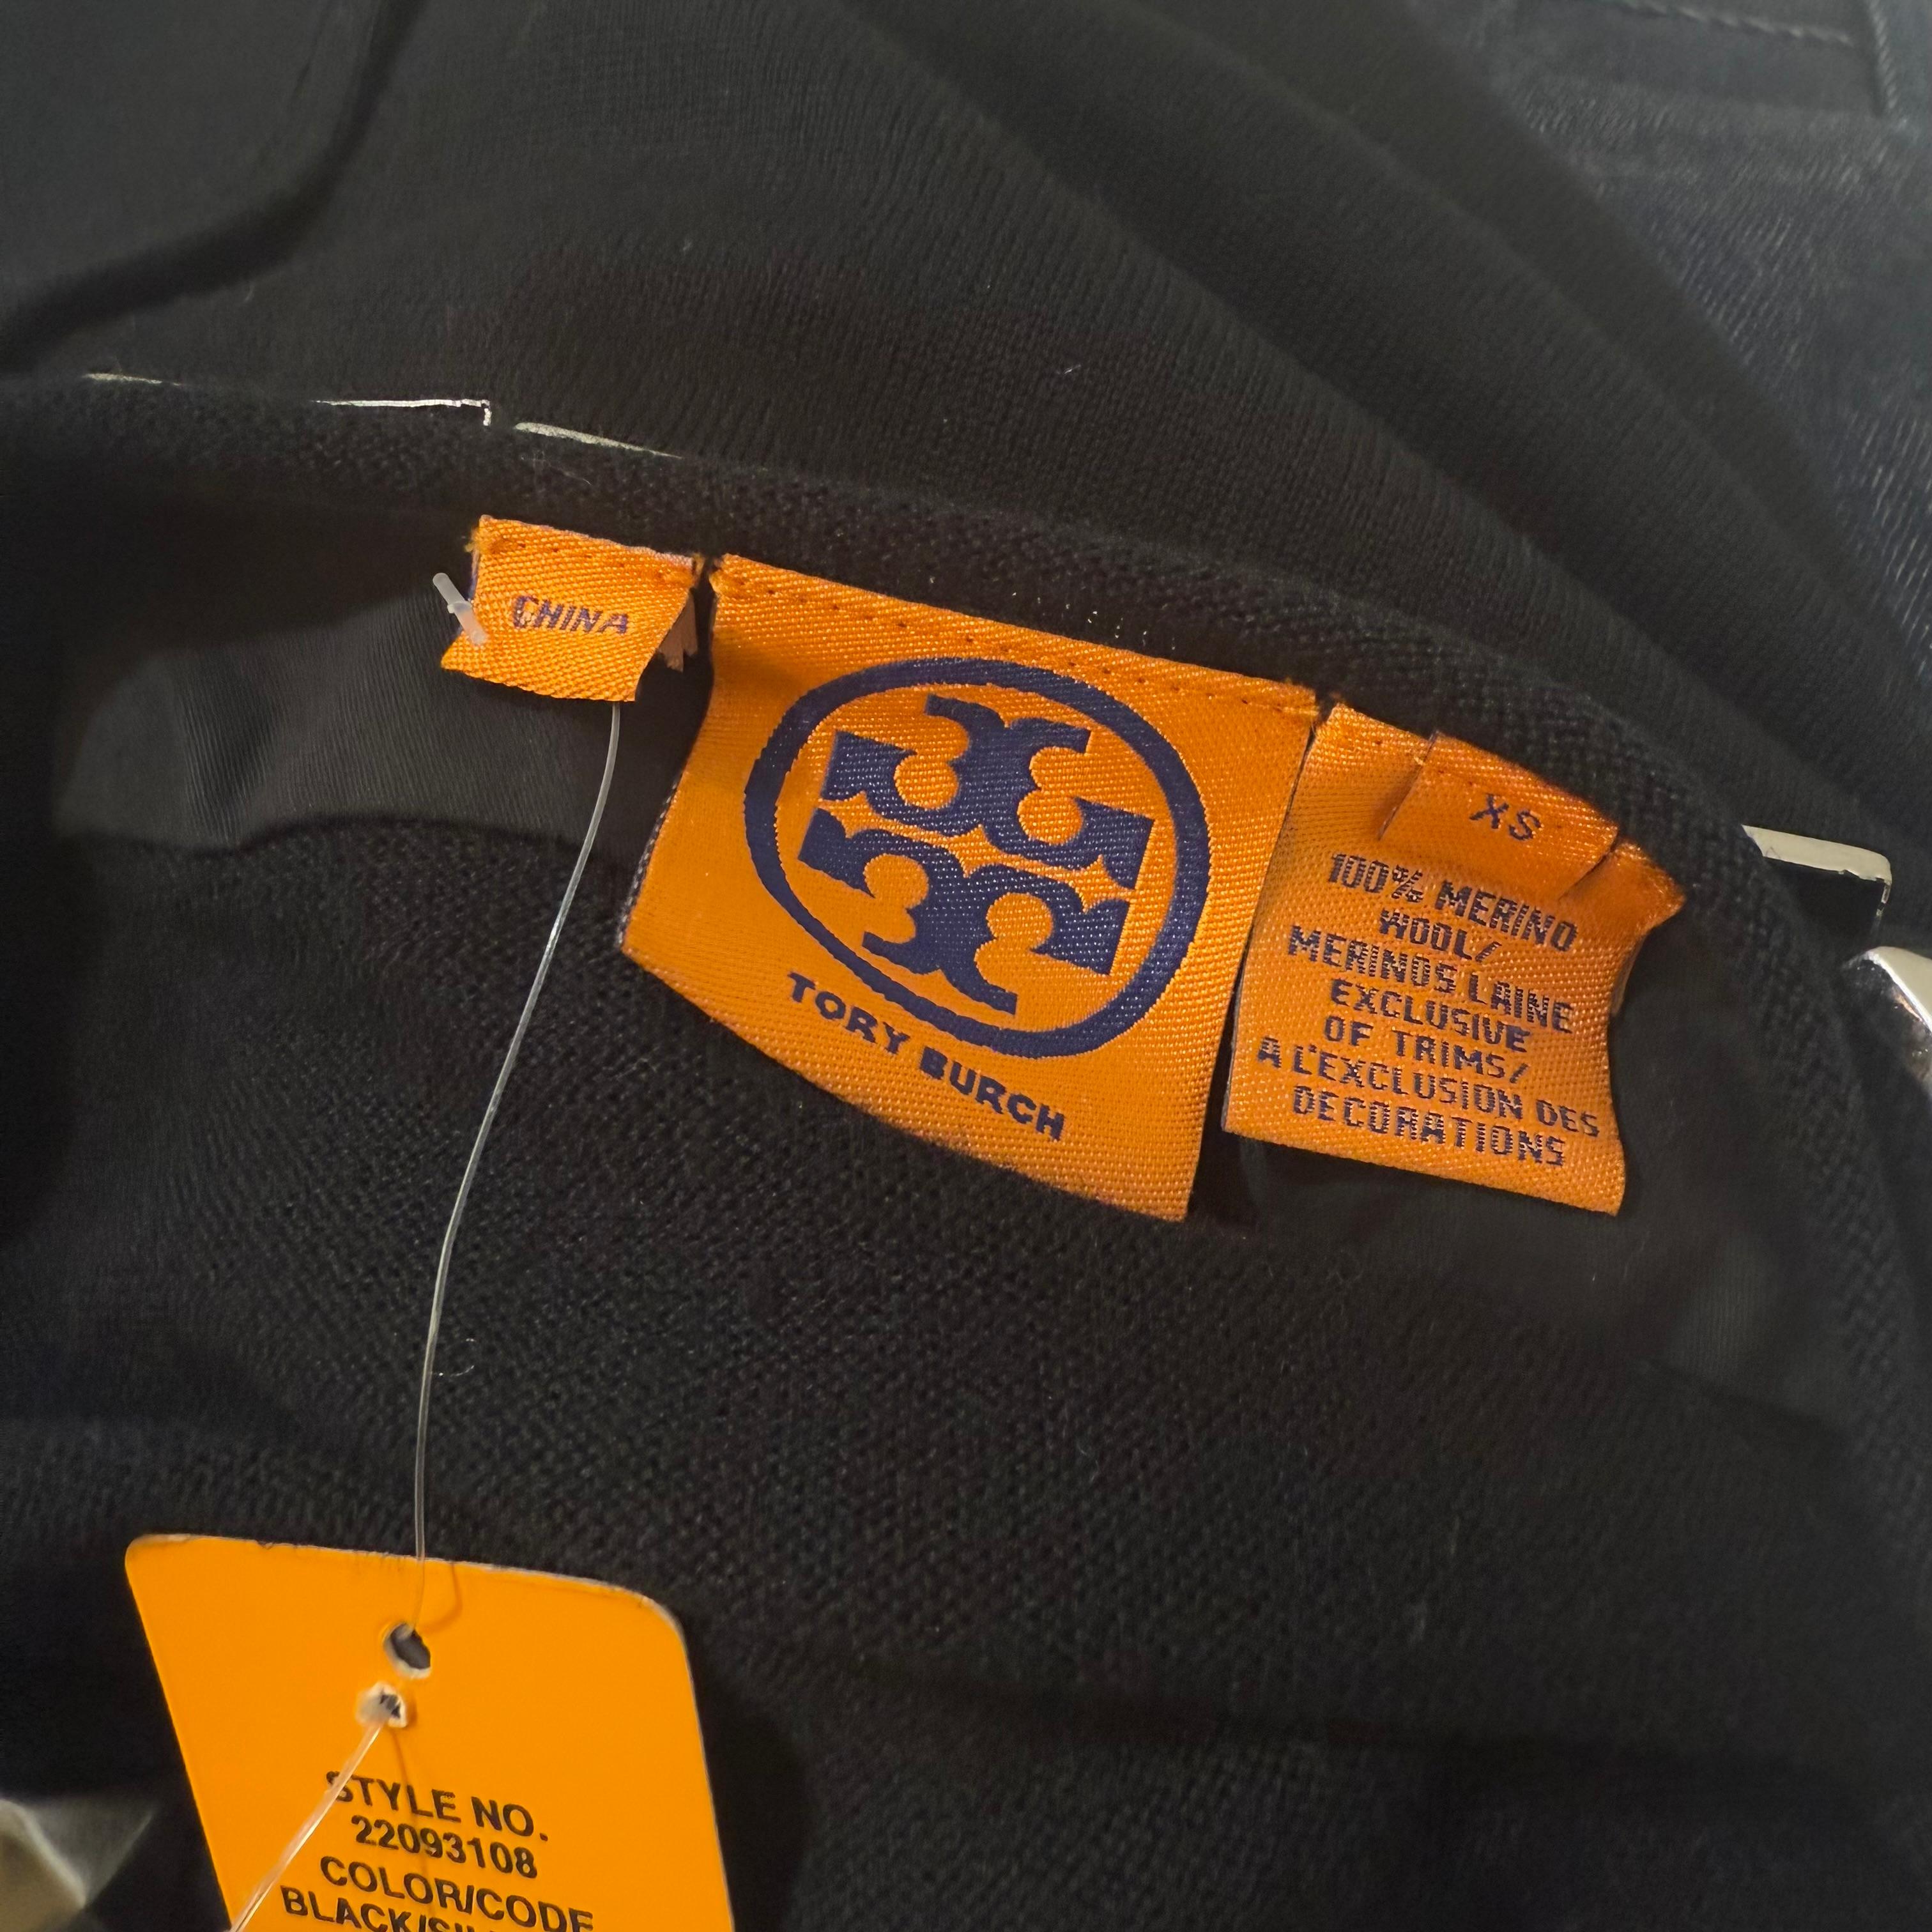 CHINA
TORY BURCH
XS
100% MERINO
WOOL/
MERINOS LAINE
EXCLUSIVE
OF TRIMS/
A L'EXCLUSION DES
DECORATIONS
STYLE NO.
22093108
COLOR/CODE